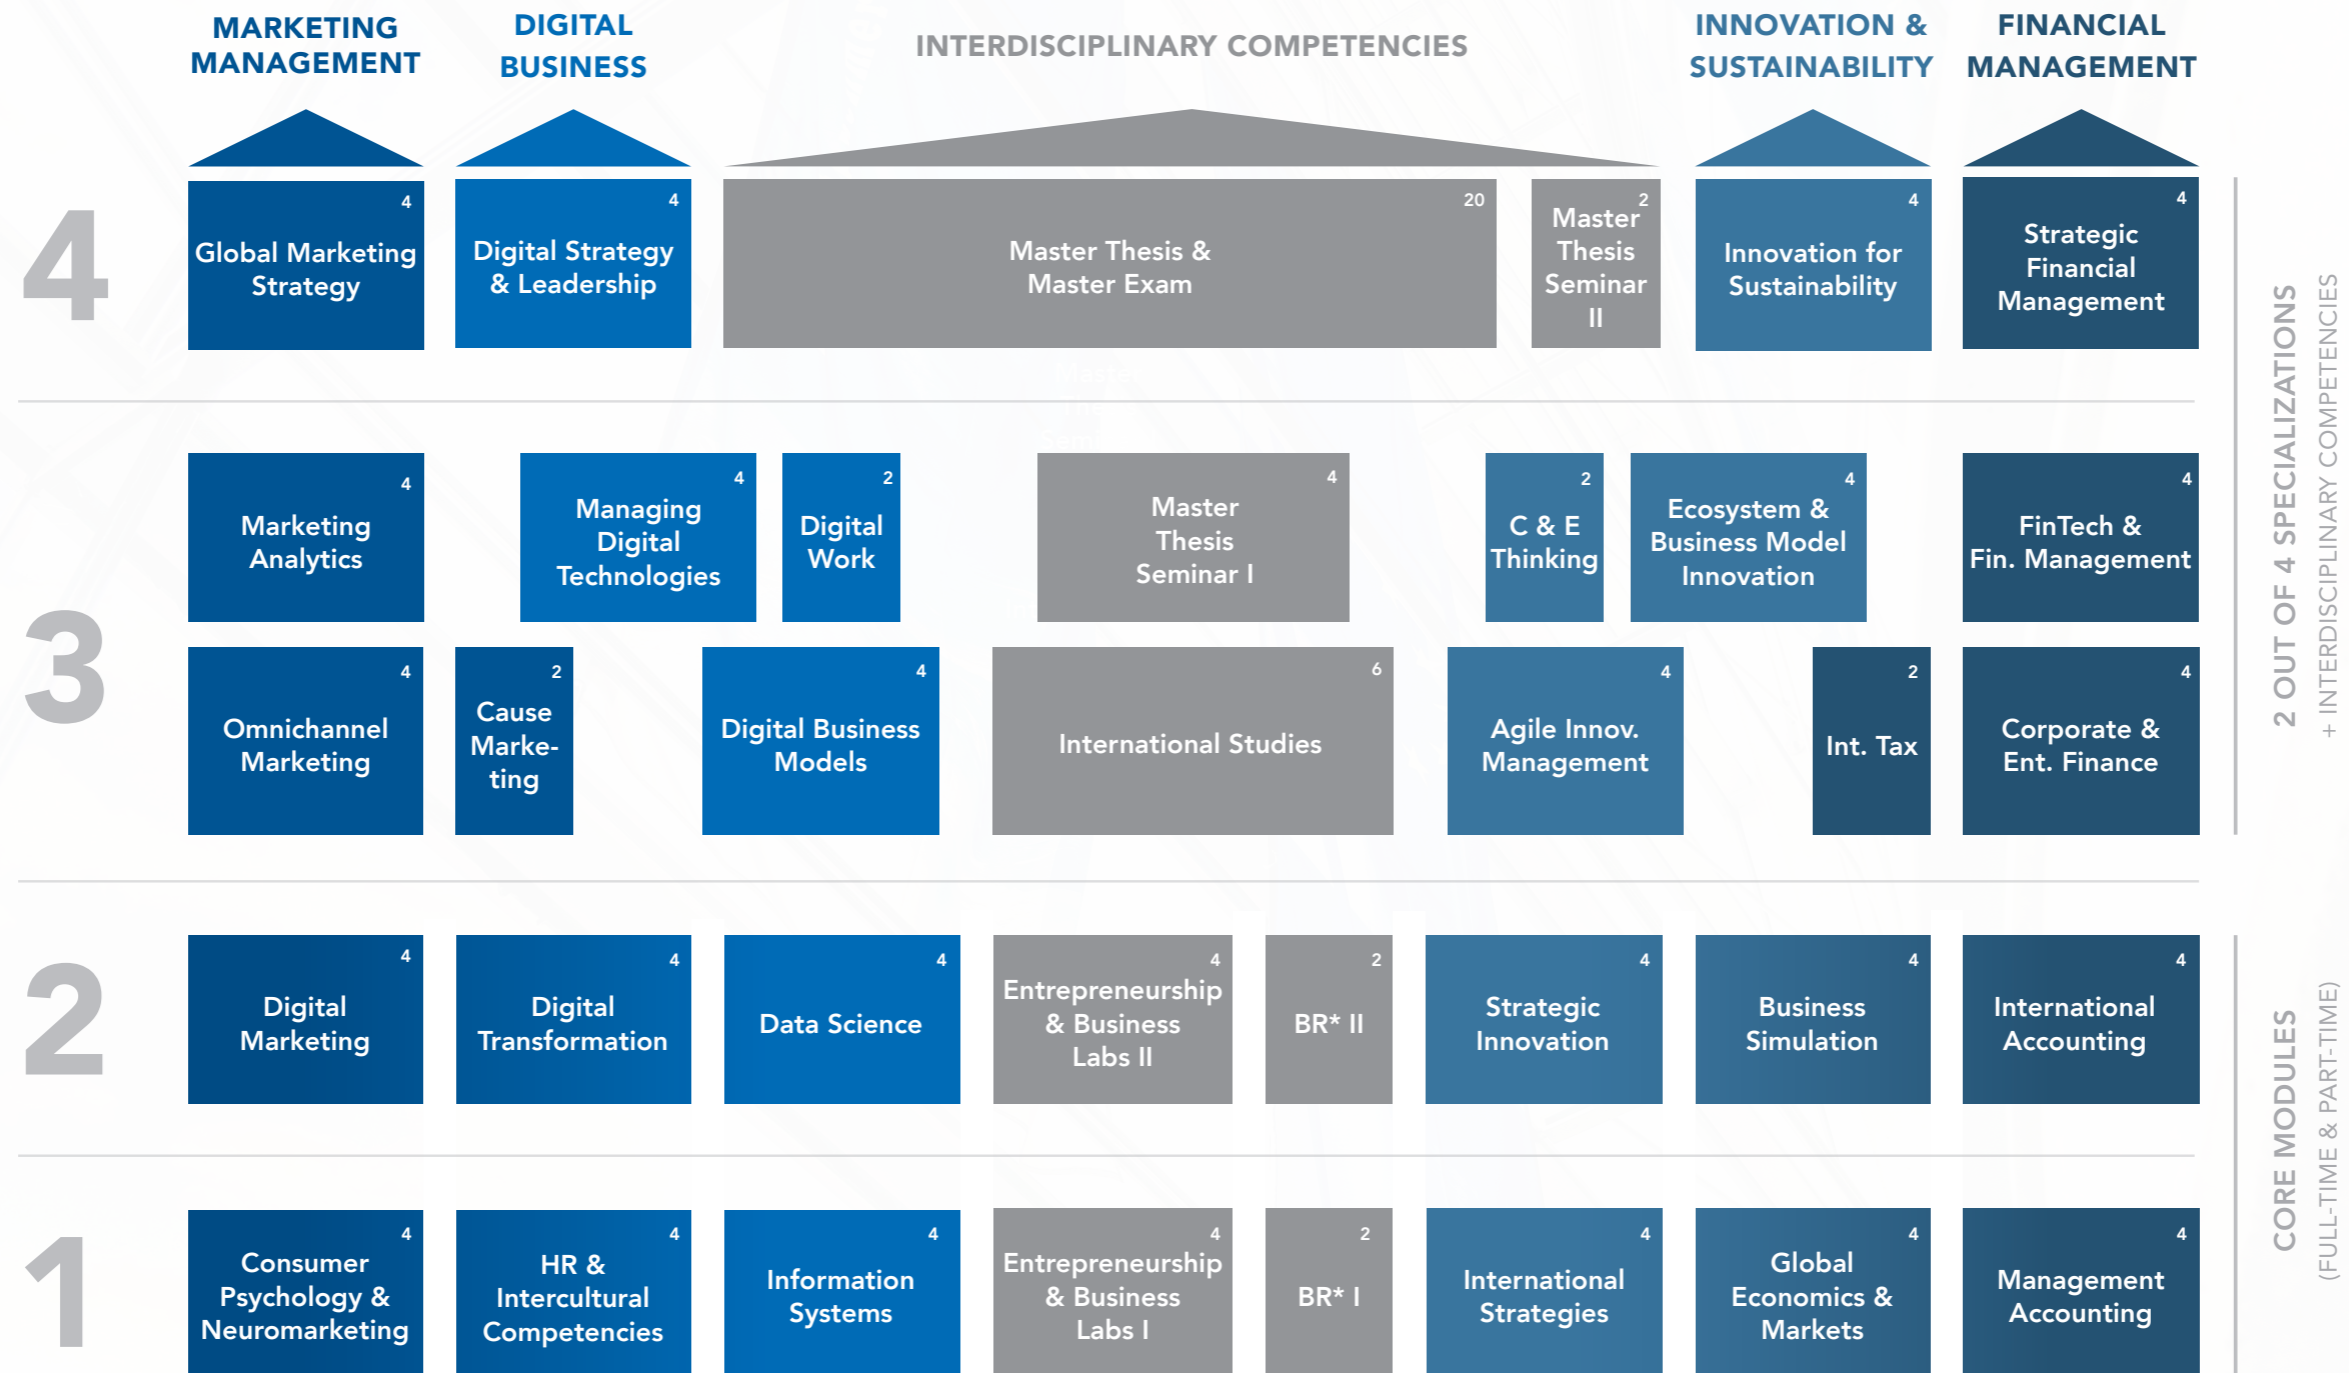 MARKETING
MANAGEMENT
DIGITAL
BUSINESS
INTERDISCIPLINARY COMPETENCIES
INNOVATION &
SUSTAINABILITY
FINANCIAL
MANAGEMENT
4
4
Global Marketing
Strategy
4
Digital Strategy
& Leadership
20
Master Thesis &
Master Exam
2
Master
Thesis
Seminar
II
4
Innovation for
Sustainability
4
Strategic
Financial
Management
3
4
Marketing
Analytics
4
Managing
Digital
Technologies
2
Digital
Work
4
Master
Thesis
Seminar I
2
C & E
Thinking
4
Ecosystem &
Business Model
Innovation
4
FinTech &
Fin. Management
4
Omnichannel
Marketing
2
Cause
Marke-
ting
4
Digital Business
Models
6
International Studies
4
Agile Innov.
Management
2
Int. Tax
4
Corporate &
Ent. Finance
2 OUT OF 4 SPECIALIZATIONS
+ INTERDISCIPLINARY COMPETENCIES
2
4
Digital
Marketing
4
Digital
Transformation
4
Data Science
4
Entrepreneurship
& Business
Labs II
2
BR* II
4
Strategic
Innovation
4
Business
Simulation
4
International
Accounting
1
4
Consumer
Psychology &
Neuromarketing
4
HR &
Intercultural
Competencies
4
Information
Systems
4
Entrepreneurship
& Business
Labs I
2
BR* I
4
International
Strategies
4
Global
Economics &
Markets
4
Management
Accounting
CORE MODULES
(FULL-TIME & PART-TIME)